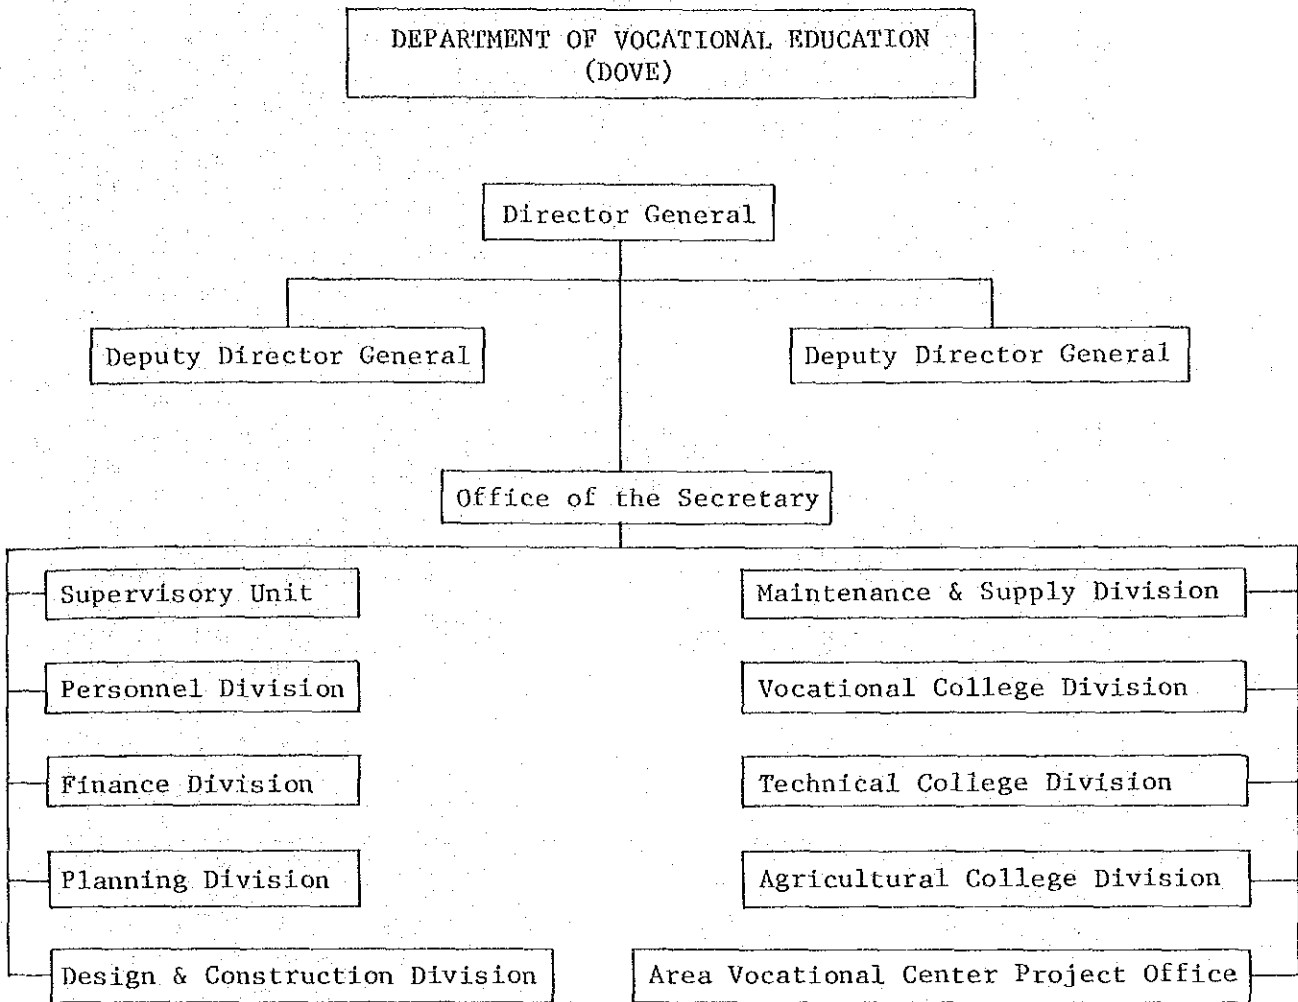 DEPARTMENT OF VOCATIONAL EDUCATION
(DOVE)
Director General
Deputy Director General
Deputy Director General
Office of the Secretary
Supervisory Unit
Maintenance & Supply Division
Personnel Division
Vocational College Division
Finance Division
Technical College Division
Planning Division
Agricultural College Division
Design & Construction Division
Area Vocational Center Project Office